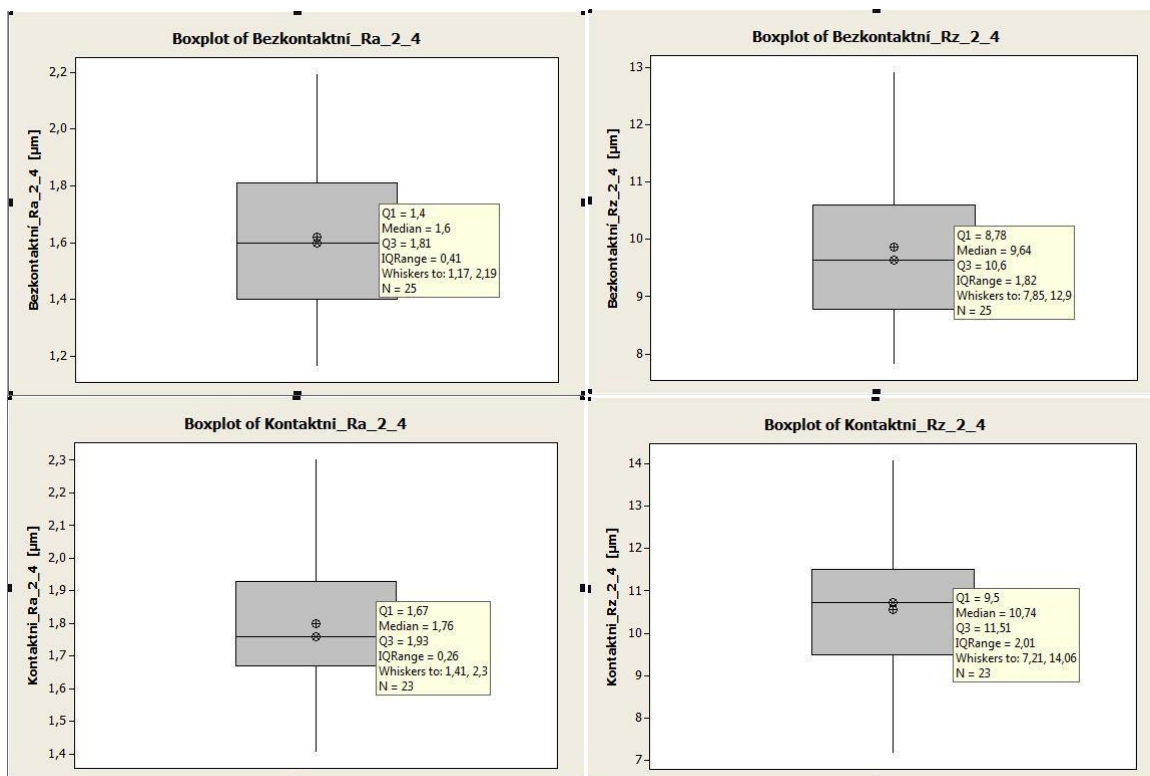 Boxplot of Bezkontaktní_Ra_2_4
Bezkontaktní_Ra_2_4 [µm]
2,2
2,0
1,8
1,6
1,4
1,2
Q1 = 1,4
Median = 1,6
Q3 = 1,81
IQRange = 0,41
Whiskers to: 1,17, 2,19
N = 25
Boxplot of Bezkontaktní_Rz_2_4
Bezkontaktní_Rz_2_4 [µm]
13
12
11
10
9
8
Q1 = 8,78
Median = 9,64
Q3 = 10,6
IQRange = 1,82
Whiskers to: 7,85, 12,9
N = 25
Boxplot of Kontaktni_Ra_2_4
Kontaktni_Ra_2_4 [µm]
2,3
2,2
2,1
2,0
1,9
1,8
1,7
1,6
1,5
1,4
Q1 = 1,67
Median = 1,76
Q3 = 1,93
IQRange = 0,26
Whiskers to: 1,41, 2,3
N = 23
Boxplot of Kontaktni_Rz_2_4
Kontaktni_Rz_2_4 [µm]
14
13
12
11
10
9
8
7
Q1 = 9,5
Median = 10,74
Q3 = 11,51
IQRange = 2,01
Whiskers to: 7,21, 14,06
N = 23